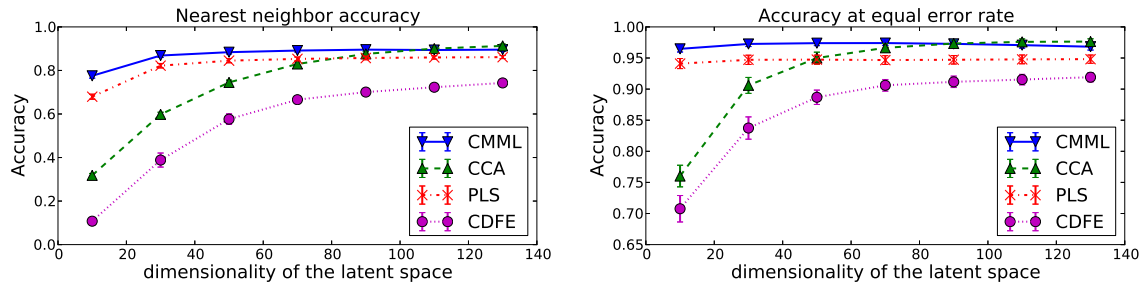 Nearest neighbor accuracy
Accuracy
1.0
0.8
0.6
0.4
0.2
0.0
0 20 40 60 80 100 120 140
dimensionality of the latent space
CMML
CCA
PLS
CDFE
Accuracy at equal error rate
Accuracy
1.00
0.95
0.90
0.85
0.80
0.75
0.70
0.65
0 20 40 60 80 100 120 140
dimensionality of the latent space
CMML
CCA
PLS
CDFE